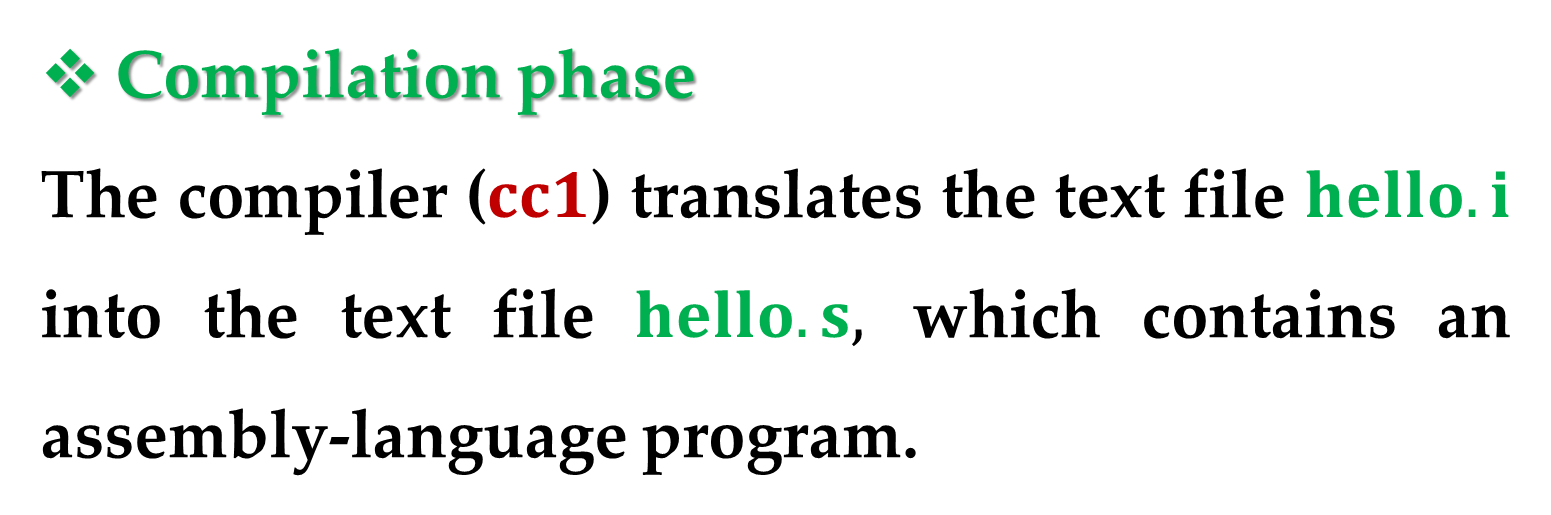 ❖ Compilation phase
The compiler (cc1) translates the text file hello.i
into the text file hello.s, which contains an
assembly-language program.